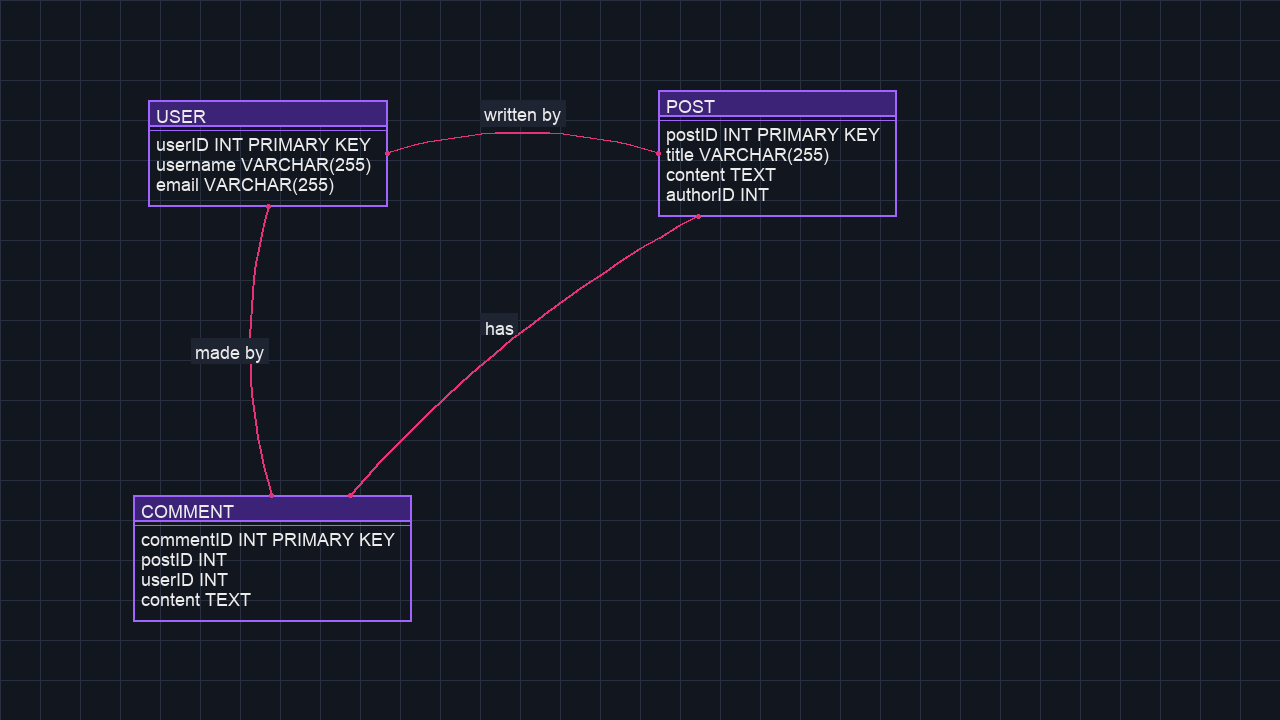 USER
userID INT PRIMARY KEY
username VARCHAR(255)
email VARCHAR(255)
written by
POST
postID INT PRIMARY KEY
title VARCHAR(255)
content TEXT
authorID INT
made by
has
COMMENT
commentID INT PRIMARY KEY
postID INT
userID INT
content TEXT